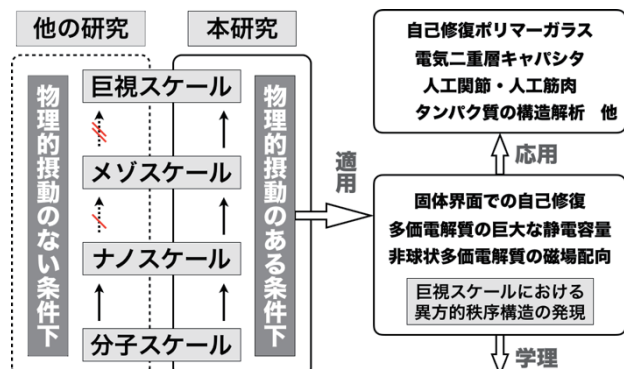 他の研究
本研究
物理的摂動のない条件下
巨視スケール
メゾスケール
ナノスケール
分子スケール
物理的摂動のある条件下
適用
自己修復ポリマーガラス
電気二重層キャパシタ
人工関節・人工筋肉
タンパク質の構造解析　他
応用
固体界面での自己修復
多価電解質の巨大な静電容量
非球状多価電解質の磁場配向
巨視スケールにおける
異方的秩序構造の発現
学理